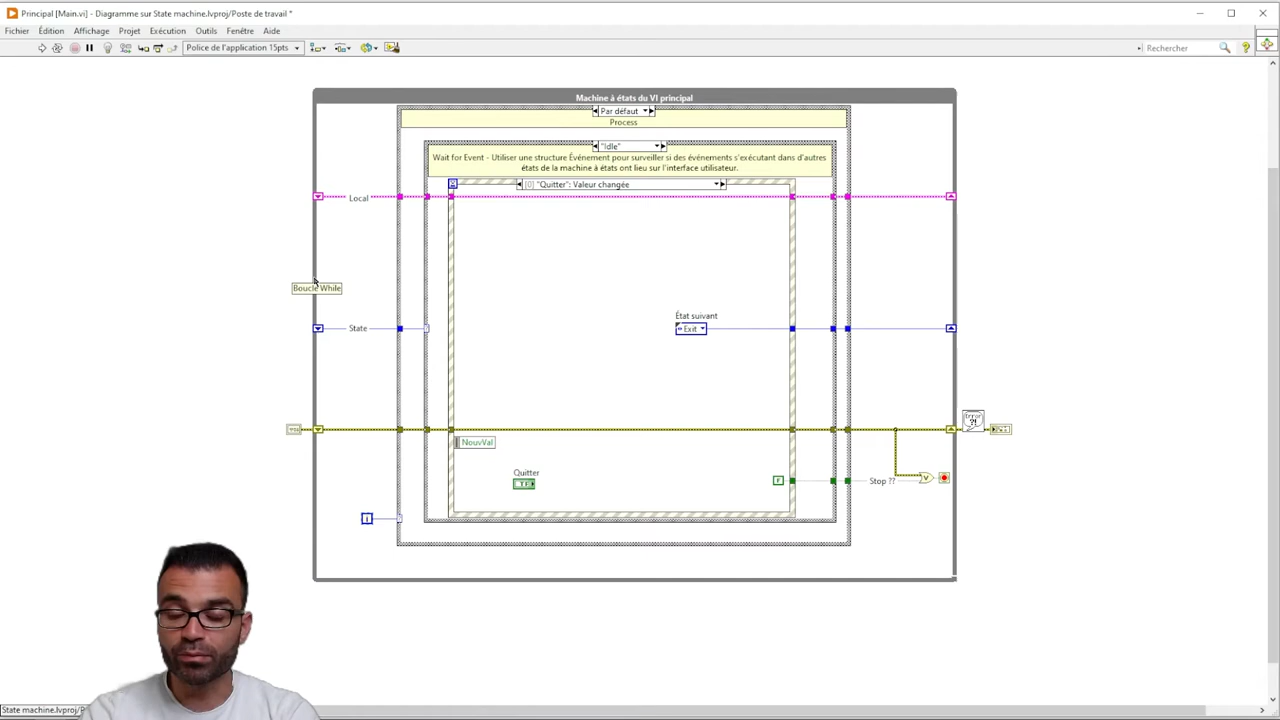 Principal [Main.vi] - Diagramme sur State machine.lvproj/Poste de travail *
Fichier Édition Affichage Projet Exécution Outils Fenêtre Aide
Police de l'application 15pts
Rechercher
Machine à états du VI principal
Par défaut
Process
"Idle"
Wait for Event - Utiliser une structure Événement pour surveiller si des événements s'exécutant dans d'autres
états de la machine à états ont lieu sur l'interface utilisateur.
[0] "Quitter": Valeur changée
Local
Boucle While
État suivant
State
Exit
Error
?!
NouvVal
Quitter
TF
F
Stop ??
V
i
State machine.lvproj/P